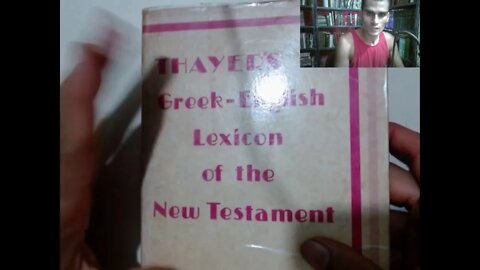 THAYER'S
Greek-English
Lexicon
of the
New Testament